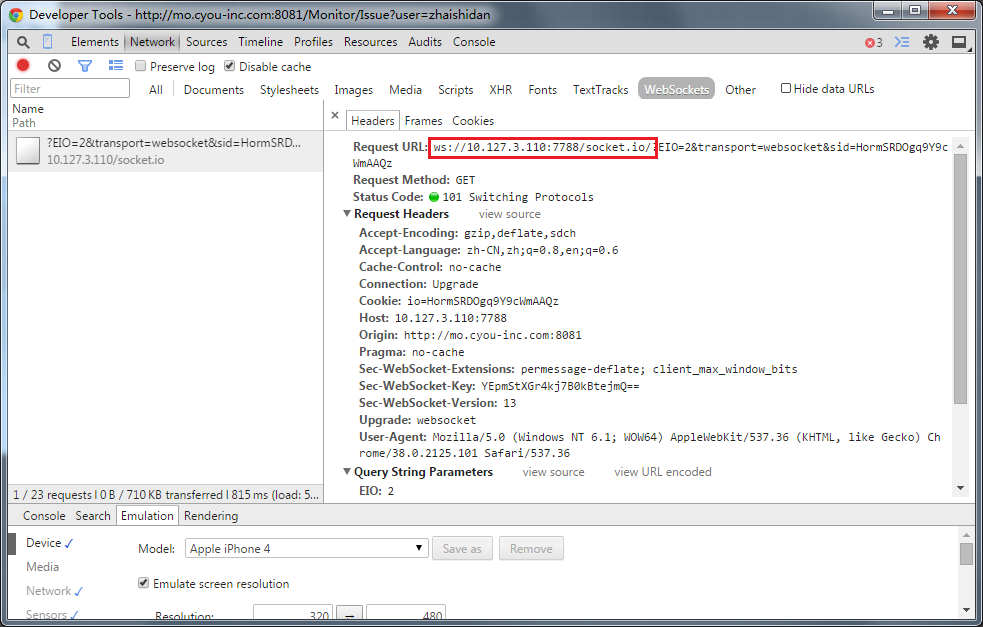 Developer Tools - http://mo.cyou-inc.com:8081/Monitor/Issue?user=zhaishidan
Elements Network Sources Timeline Profiles Resources Audits Console 3
Preserve log Disable cache
Filter All Documents Stylesheets Images Media Scripts XHR Fonts TextTracks WebSockets Other Hide data URLs
Name
Path
?EIO=2&transport=websocket&sid=HormSRD...
10.127.3.110/socket.io
× Headers Frames Cookies
Request URL: ws://10.127.3.110:7788/socket.io/?EIO=2&transport=websocket&sid=HormSRDOgq9Y9c
WmAAQz
Request Method: GET
Status Code: 101 Switching Protocols
Request Headers view source
Accept-Encoding: gzip,deflate,sdch
Accept-Language: zh-CN,zh;q=0.8,en;q=0.6
Cache-Control: no-cache
Connection: Upgrade
Cookie: io=HormSRDOgq9Y9cWmAAQz
Host: 10.127.3.110:7788
Origin: http://mo.cyou-inc.com:8081
Pragma: no-cache
Sec-WebSocket-Extensions: permessage-deflate; client_max_window_bits
Sec-WebSocket-Key: YEpmStXGr4kj7B0kBtejmQ==
Sec-WebSocket-Version: 13
Upgrade: websocket
User-Agent: Mozilla/5.0 (Windows NT 6.1; WOW64) AppleWebKit/537.36 (KHTML, like Gecko) Ch
rome/38.0.2125.101 Safari/537.36
Query String Parameters view source view URL encoded
EIO: 2
1 / 23 requests | 0 B / 710 KB transferred | 815 ms (load: 5...
Console Search Emulation Rendering
Device ✓
Media
Network ✓
Sensors ✓
Model: Apple iPhone 4 Save as Remove
Emulate screen resolution
Resolution: 320 ↔ 480